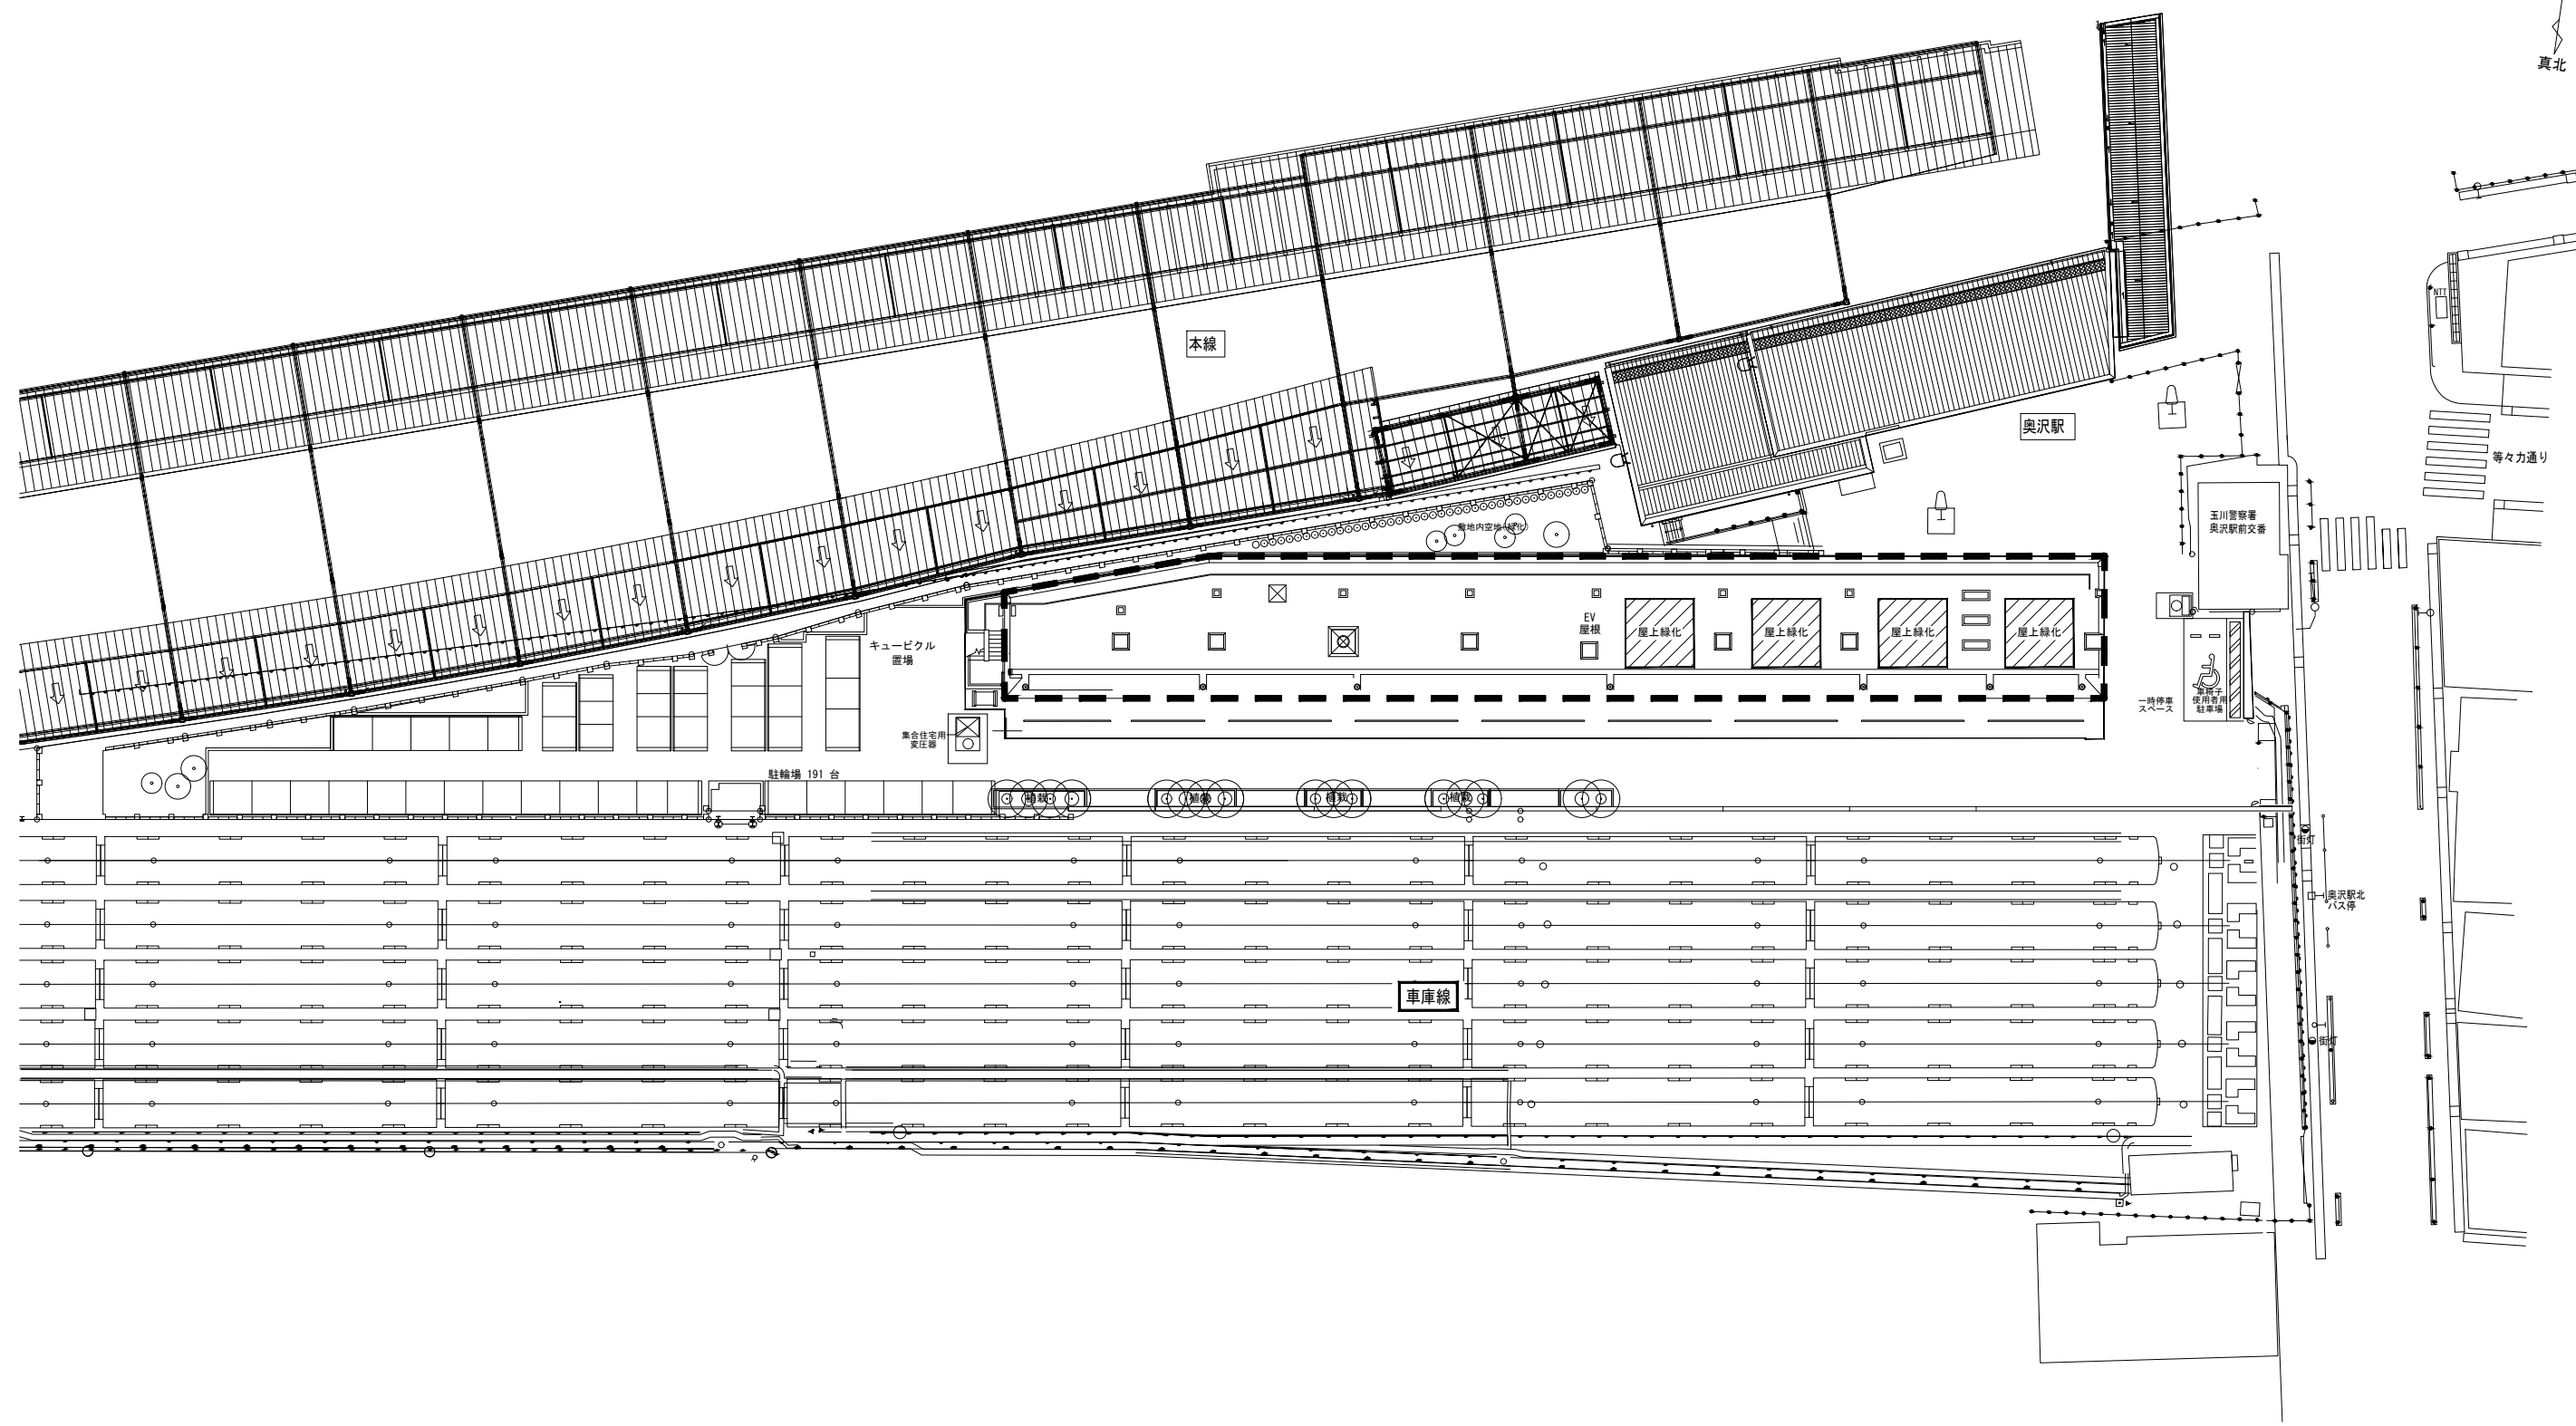 真北
NTT
本線
奥沢駅
等々力通り
玉川警察署
奥沢駅前交番
敷地内空地(緑化)
EV
屋根
屋上緑化
屋上緑化
屋上緑化
屋上緑化
キュービクル
置場
車椅子
使用者用
駐車場
一時停車
スペース
集合住宅用
変圧器
駐輪場 191 台
植栽
植栽
植栽
植栽
街灯
奥沢駅北
バス停
車庫線
街灯